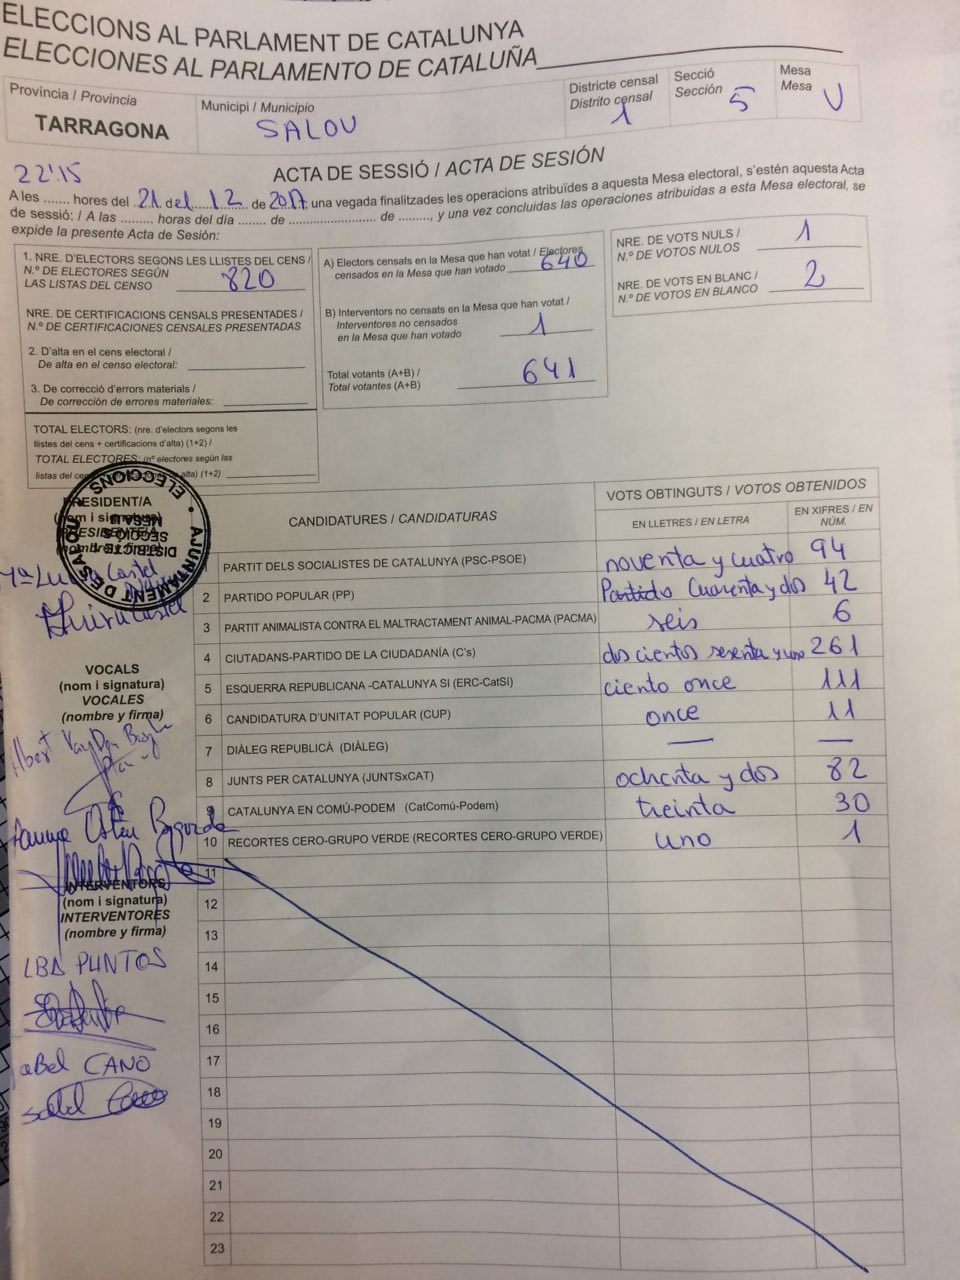 ELECCIONS AL PARLAMENT DE CATALUNYA
ELECCIONES AL PARLAMENTO DE CATALUÑA
Província / Provincia
TARRAGONA
Municipi / Municipio
SALOU
Districte censal
Distrito censal
1
Secció
Sección
5
Mesa
Mesa
U
ACTA DE SESSIÓ / ACTA DE SESIÓN
22'15
A les ....... hores del 21 del 12 de 2017, una vegada finalitzades les operacions atribuïdes a aquesta Mesa electoral, s'estén aquesta Acta
de sessió: / A las ......... horas del día ....... de ...................... de ........., y una vez concluidas las operaciones atribuidas a esta Mesa electoral, se
expide la presente Acta de Sesión:
1. NRE. D'ELECTORS SEGONS LES LLISTES DEL CENS /
N.º DE ELECTORES SEGÚN
LAS LISTAS DEL CENSO
820
NRE. DE CERTIFICACIONS CENSALS PRESENTADES /
N.º DE CERTIFICACIONES CENSALES PRESENTADAS
2. D'alta en el cens electoral /
De alta en el censo electoral:
3. De correcció d'errors materials /
De corrección de errores materiales:
TOTAL ELECTORS: (nre. d'electors segons les
llistes del cens + certificacions d'alta) (1+2) /
TOTAL ELECTORES: (nº electores según las
listas del alta) (1+2)
A) Electors censats en la Mesa que han votat / Electores
censados en la Mesa que han votado
640
B) Interventors no censats en la Mesa que han votat /
Interventores no censados
en la Mesa que han votado
1
Total votants (A+B) /
Total votantes (A+B)
641
NRE. DE VOTS NULS /
N.º DE VOTOS NULOS
1
NRE. DE VOTS EN BLANC /
N.º DE VOTOS EN BLANCO
2
PRESIDENT/A
(nom i signatura)
PRESIDENTE/A
(nombre y firma)
AJUNTAMENT DE SALOU
ELECCIONS
DISTRICTE 1
SECCIO 5
MESA U
CANDIDATURES / CANDIDATURAS
VOTS OBTINGUTS / VOTOS OBTENIDOS
EN LLETRES / EN LETRA
EN XIFRES / EN NÚM.
1 PARTIT DELS SOCIALISTES DE CATALUNYA (PSC-PSOE) noventa y cuatro 94
2 PARTIDO POPULAR (PP) Partido Cuarenta y dos 42
3 PARTIT ANIMALISTA CONTRA EL MALTRACTAMENT ANIMAL-PACMA (PACMA) seis 6
4 CIUTADANS-PARTIDO DE LA CIUDADANÍA (C's) dos cientos sesenta y uno 261
5 ESQUERRA REPUBLICANA -CATALUNYA SI (ERC-CatSí) ciento once 111
6 CANDIDATURA D'UNITAT POPULAR (CUP) once 11
7 DIÀLEG REPUBLICÀ (DIÀLEG) — —
8 JUNTS PER CATALUNYA (JUNTSxCAT) ochenta y dos 82
9 CATALUNYA EN COMÚ-PODEM (CatComú-Podem) treinta 30
10 RECORTES CERO-GRUPO VERDE (RECORTES CERO-GRUPO VERDE) uno 1
11
12
13
14
15
16
17
18
19
20
21
22
23
VOCALS
(nom i signatura)
VOCALES
(nombre y firma)
Albert
INTERVENTORS
(nom i signatura)
INTERVENTORES
(nombre y firma)
PUNTOS
CANO